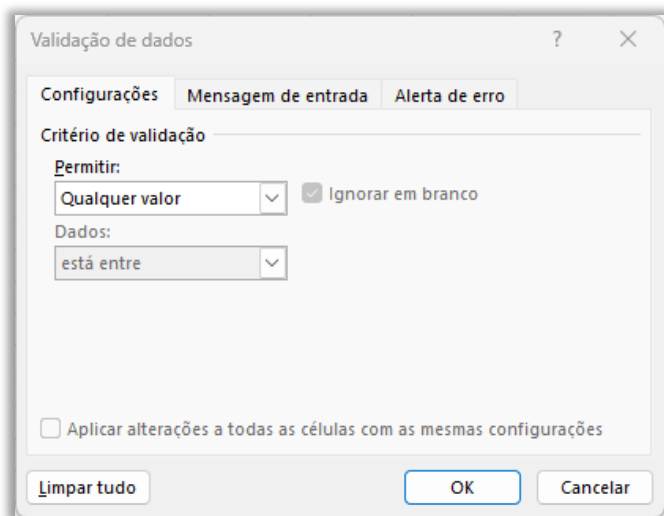 Validação de dados
Configurações Mensagem de entrada Alerta de erro
Critério de validação
Permitir:
Qualquer valor Ignorar em branco
Dados:
está entre
Aplicar alterações a todas as células com as mesmas configurações
Limpar tudo OK Cancelar